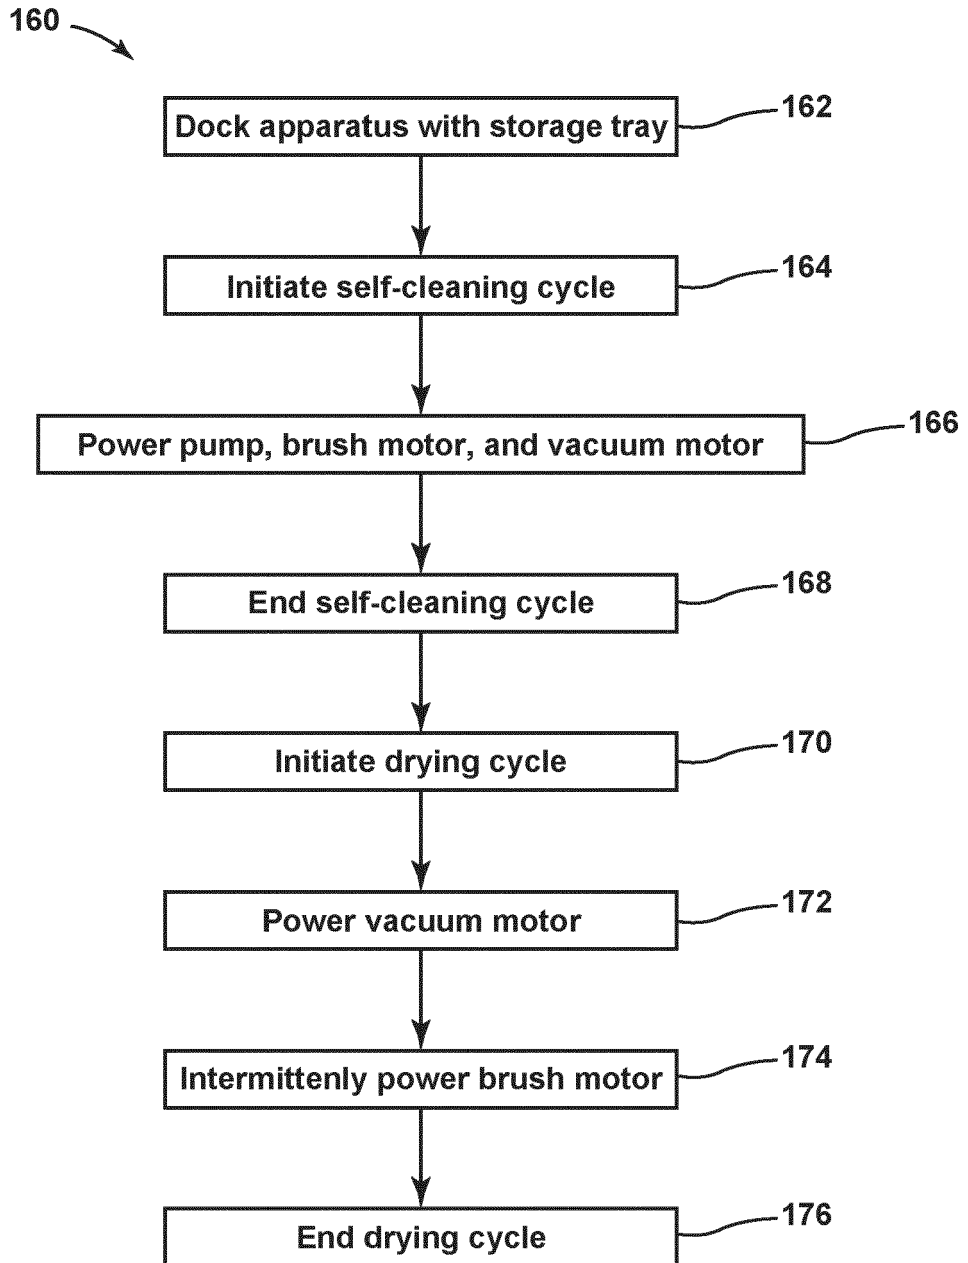 160
Dock apparatus with storage tray
162
Initiate self-cleaning cycle
164
Power pump, brush motor, and vacuum motor
166
End self-cleaning cycle
168
Initiate drying cycle
170
Power vacuum motor
172
Intermittenly power brush motor
174
End drying cycle
176